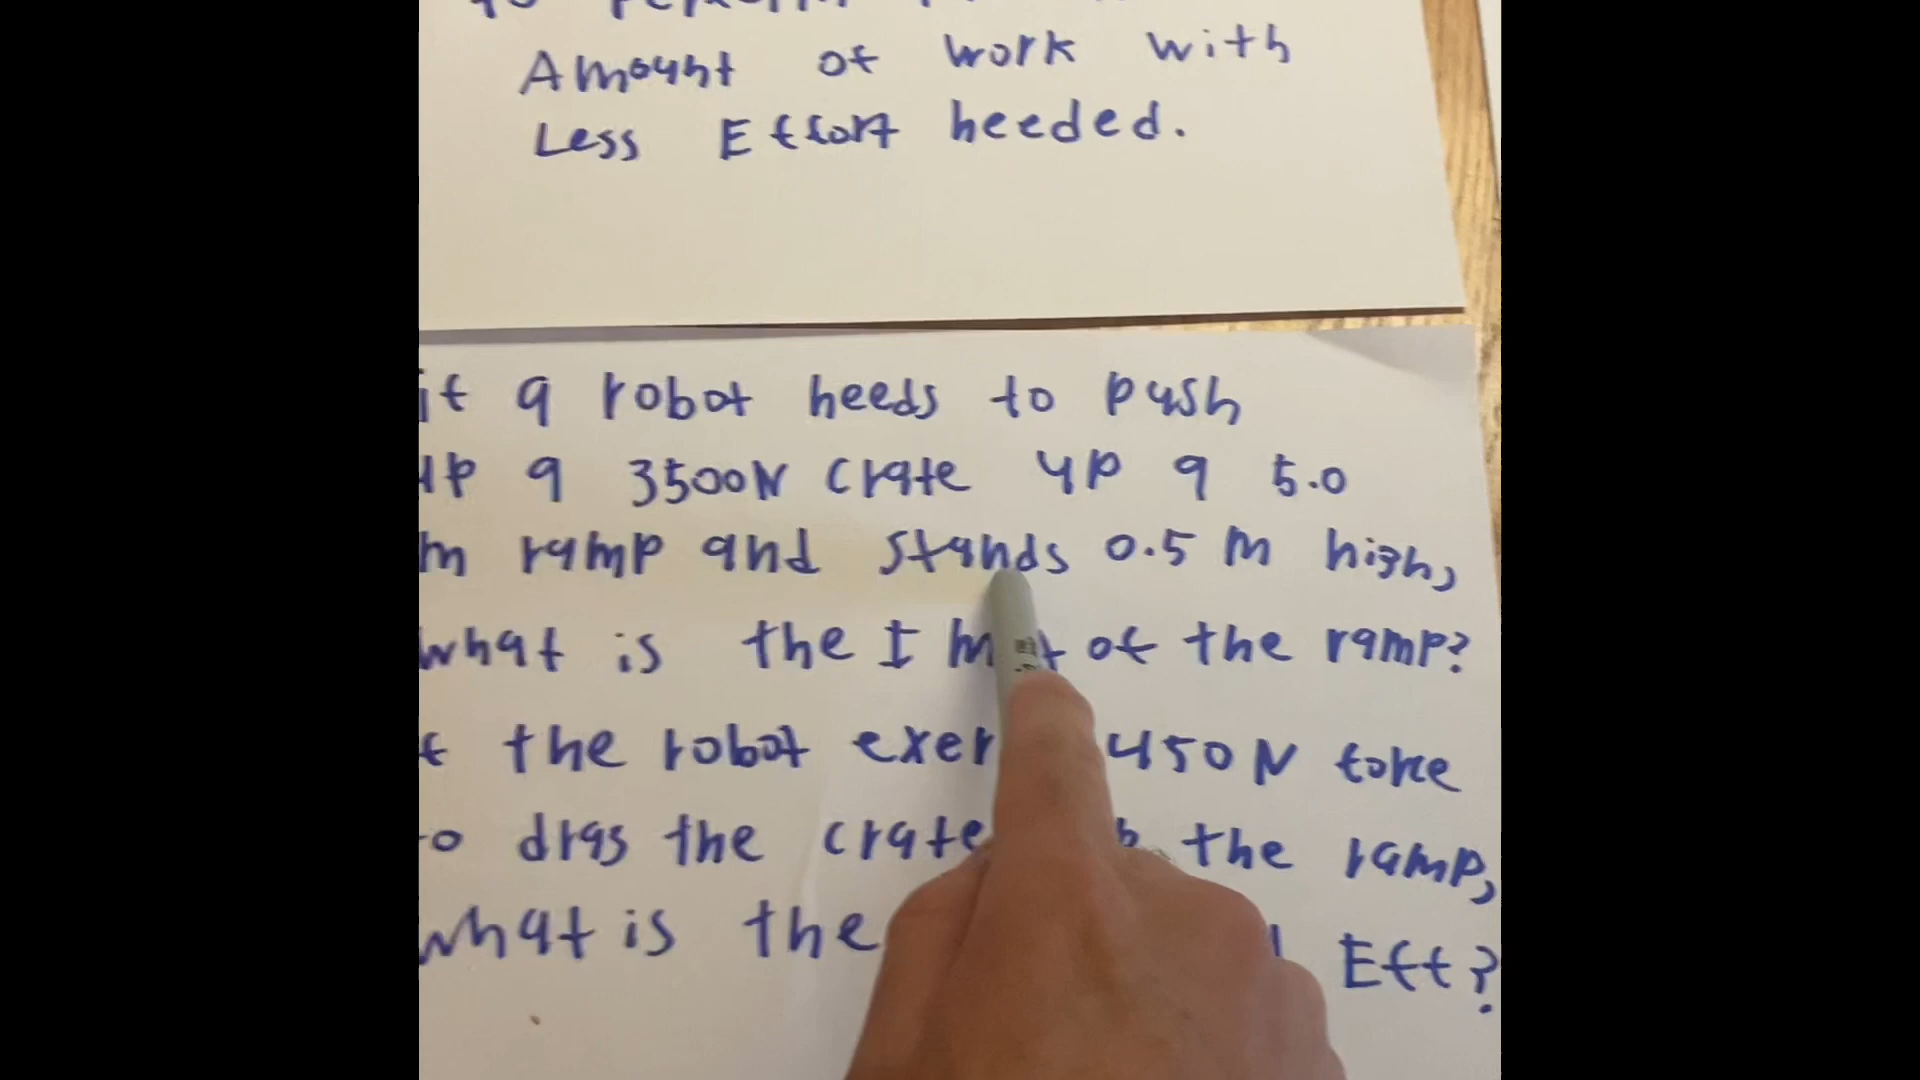 Amount of work with
Less Effort needed.
if a robot needs to push
up a 3500N crate up a 5.0
m ramp and stands 0.5 m high,
what is the of the ramp?
the robot 450N force
to drag the crate the ramp,
what is the Eff?